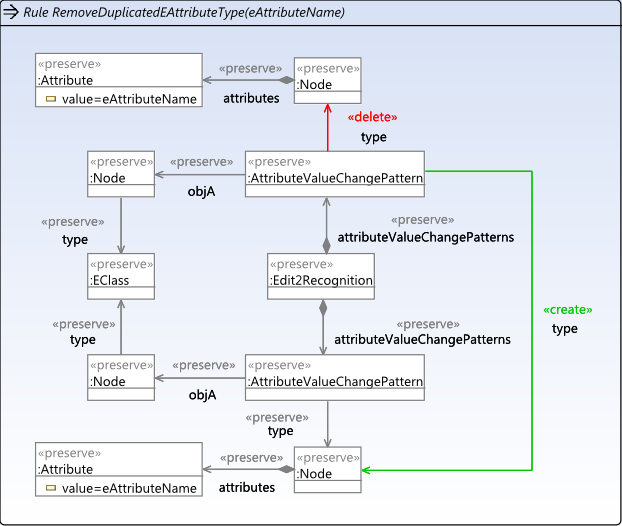 Rule RemoveDuplicatedEAttributeType(eAttributeName)
«preserve»
:Attribute
value=eAttributeName
«preserve»
attributes
«preserve»
:Node
«delete»
type
«preserve»
:Node
«preserve»
objA
«preserve»
:AttributeValueChangePattern
«preserve»
type
«preserve»
attributeValueChangePatterns
«preserve»
:EClass
«preserve»
:Edit2Recognition
«create»
type
«preserve»
type
«preserve»
attributeValueChangePatterns
«preserve»
:Node
«preserve»
objA
«preserve»
:AttributeValueChangePattern
«preserve»
type
«preserve»
:Attribute
value=eAttributeName
«preserve»
attributes
«preserve»
:Node